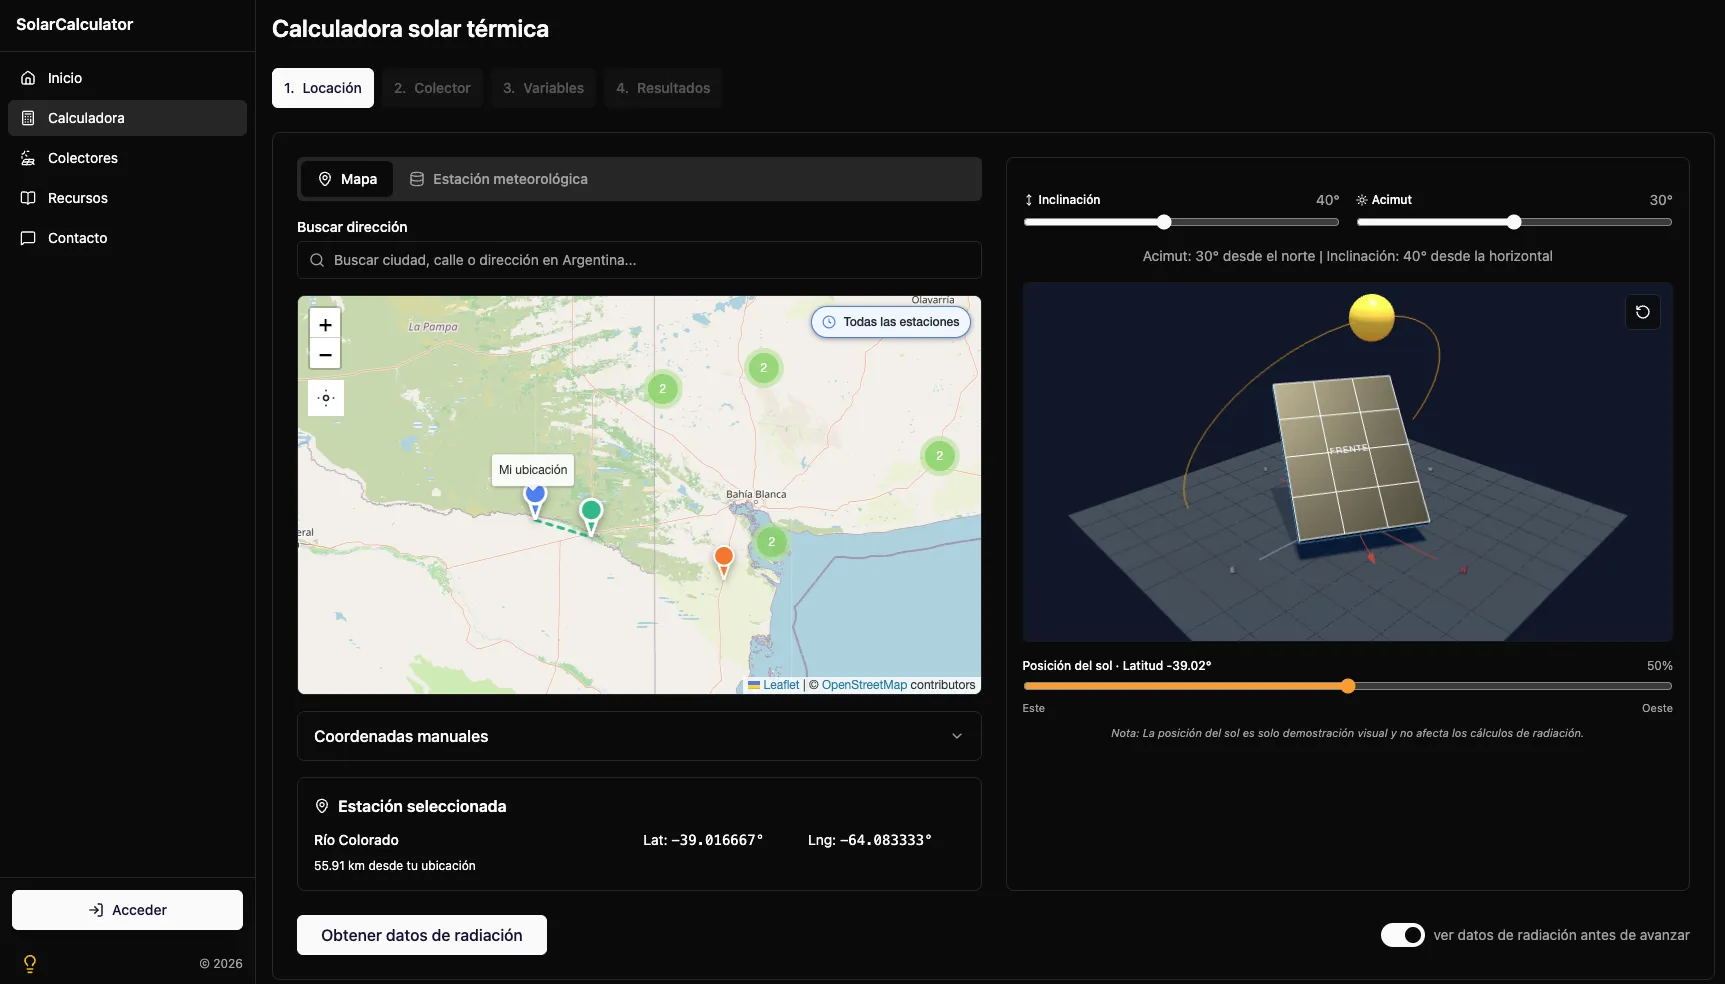 SolarCalculator
Inicio
Calculadora
Colectores
Recursos
Contacto
Acceder
© 2026
Calculadora solar térmica
1. Locación
2. Colector
3. Variables
4. Resultados
Mapa
Estación meteorológica
Buscar dirección
Buscar ciudad, calle o dirección en Argentina...
+
−
La Pampa
Olavarría
Todas las estaciones
2
2
2
Mi ubicación
Bahía Blanca
eral
2
Leaflet | © OpenStreetMap contributors
Coordenadas manuales
Estación seleccionada
Río Colorado
Lat: −39.016667°
Lng: −64.083333°
55.91 km desde tu ubicación
Obtener datos de radiación
Inclinación
40°
Acimut
30°
Acimut: 30° desde el norte | Inclinación: 40° desde la horizontal
FRENTE
Posición del sol · Latitud -39.02°
50%
Este
Oeste
Nota: La posición del sol es solo demostración visual y no afecta los cálculos de radiación.
ver datos de radiación antes de avanzar